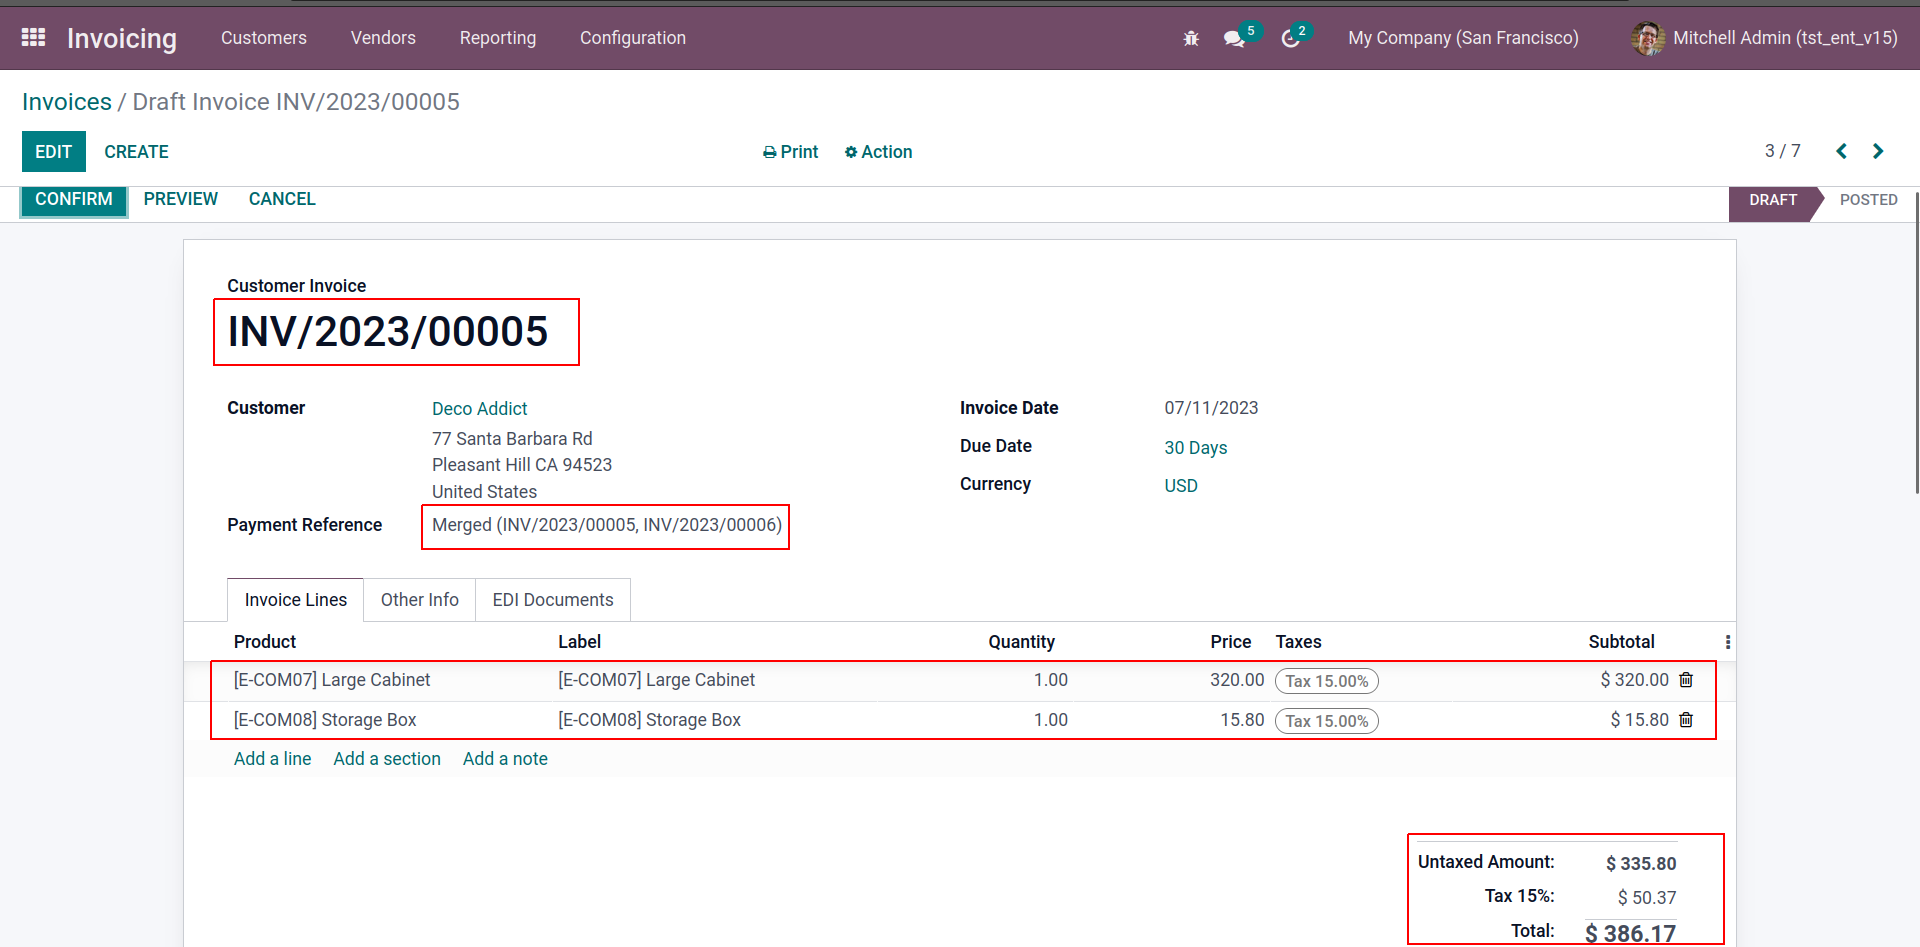 Invoicing Customers Vendors Reporting Configuration 5 2 My Company (San Francisco) Mitchell Admin (tst_ent_v15)
Invoices / Draft Invoice INV/2023/00005
EDIT CREATE Print Action 3 / 7
CONFIRM PREVIEW CANCEL DRAFT POSTED
Customer Invoice
INV/2023/00005
Customer Deco Addict Invoice Date 07/11/2023
77 Santa Barbara Rd
Due Date 30 Days
Pleasant Hill CA 94523
United States Currency USD
Payment Reference Merged (INV/2023/00005, INV/2023/00006)
Invoice Lines Other Info EDI Documents
Product Label Quantity Price Taxes Subtotal
[E-COM07] Large Cabinet [E-COM07] Large Cabinet 1.00 320.00 Tax 15.00% $ 320.00
[E-COM08] Storage Box [E-COM08] Storage Box 1.00 15.80 Tax 15.00% $ 15.80
Add a line Add a section Add a note
Untaxed Amount: $ 335.80
Tax 15%: $ 50.37
Total: $ 386.17